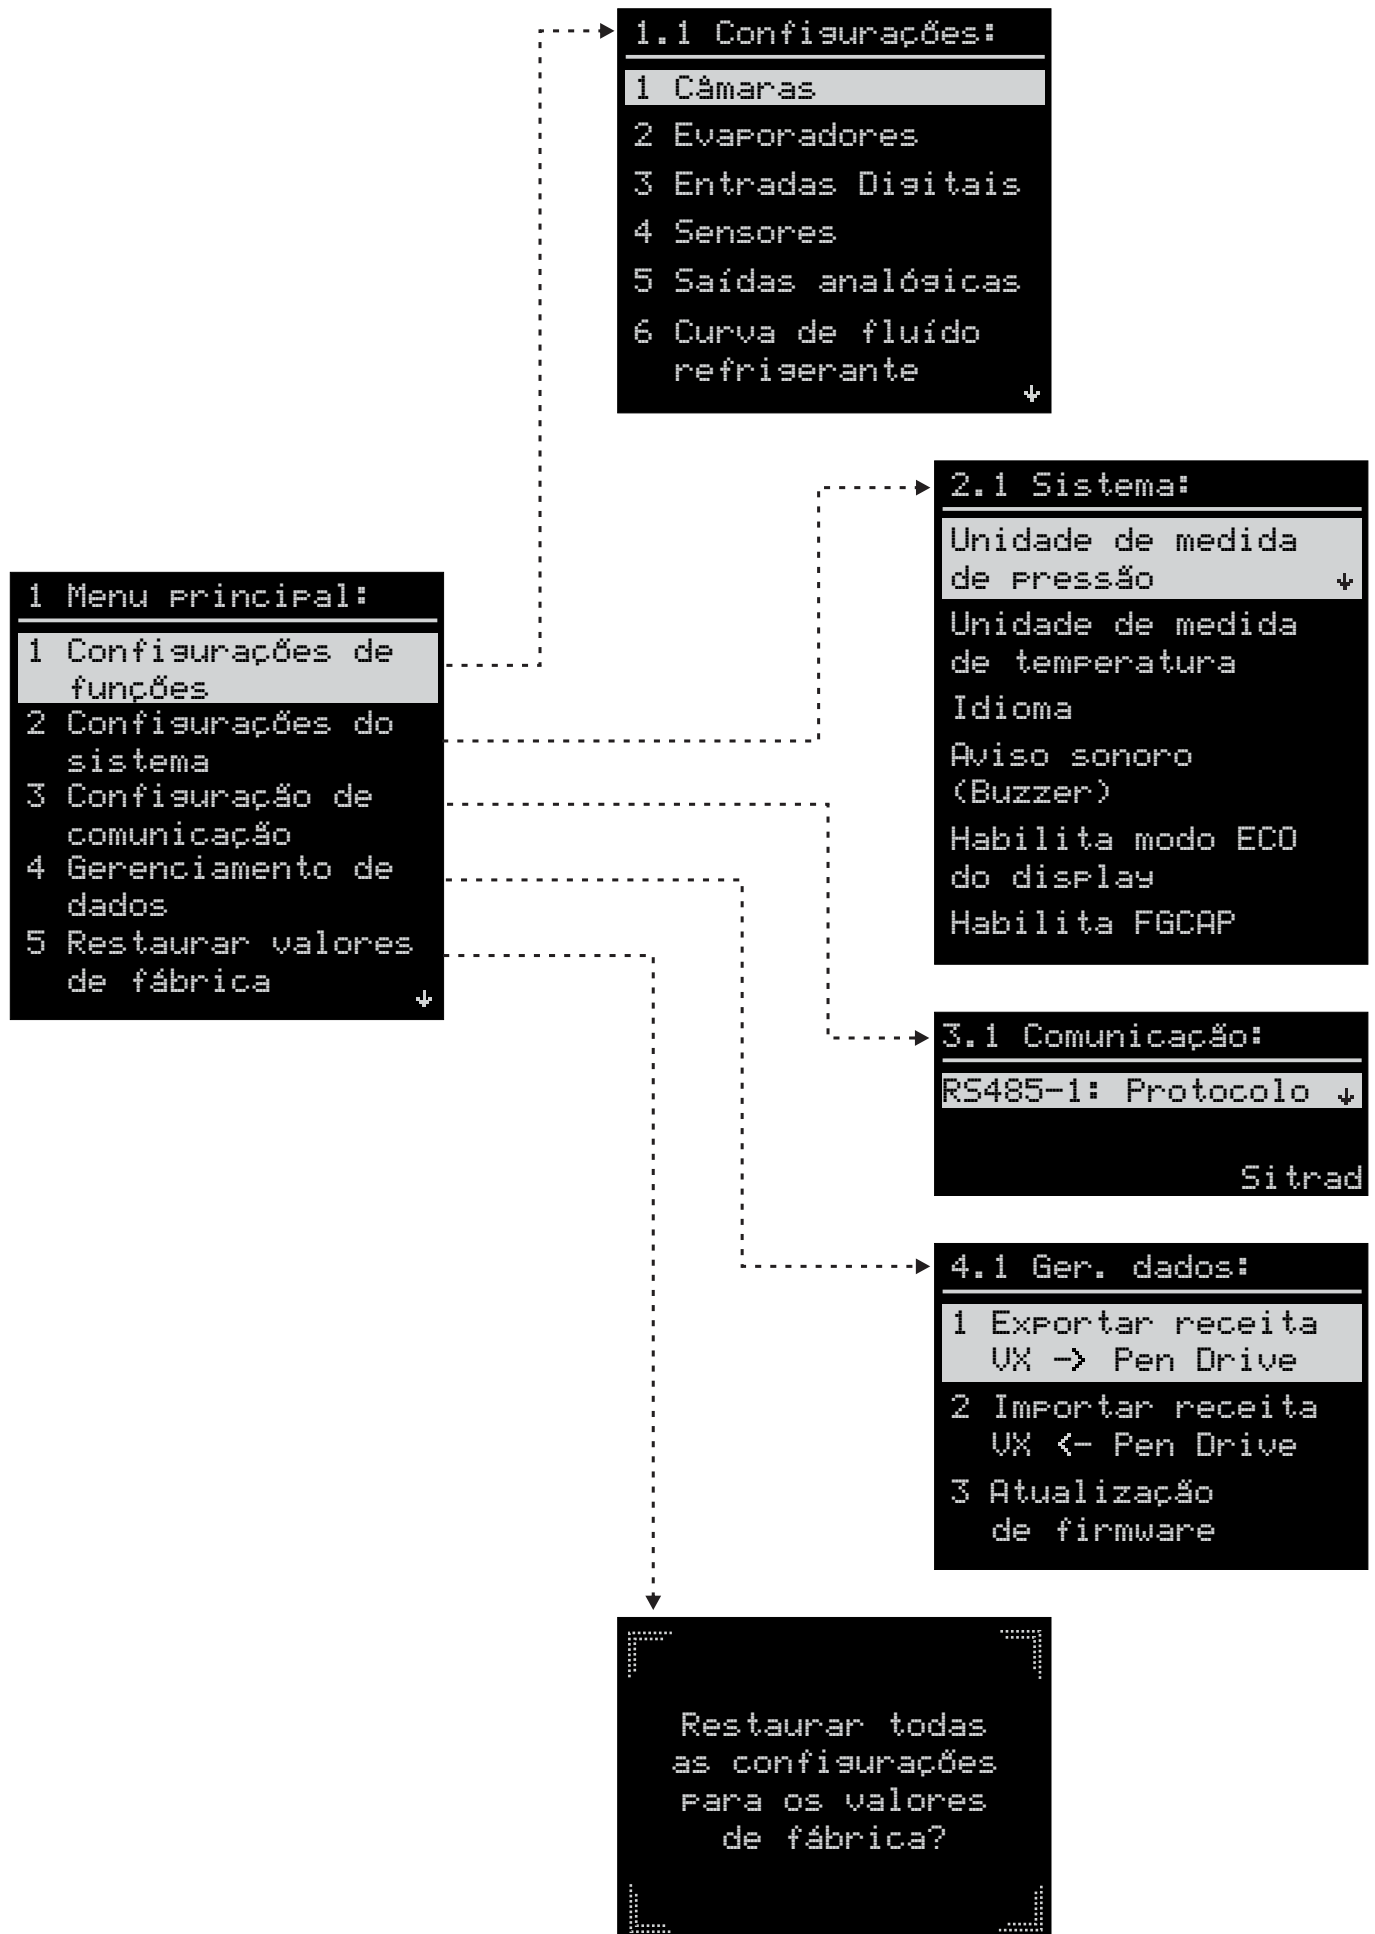 1.1 Configurações:
1 Câmaras
2 Evaporadores
3 Entradas Digitais
4 Sensores
5 Saídas analógicas
6 Curva de fluído
refrigerante
2.1 Sistema:
Unidade de medida
de pressão
Unidade de medida
de temperatura
Idioma
Aviso sonoro
(Buzzer)
Habilita modo ECO
do display
Habilita FGCAP
1 Menu principal:
1 Configurações de
funções
2 Configurações do
sistema
3 Configuração de
comunicação
4 Gerenciamento de
dados
5 Restaurar valores
de fábrica
3.1 Comunicação:
RS485-1: Protocolo
Sitrad
4.1 Ger. dados:
1 Exportar receita
VX -> Pen Drive
2 Importar receita
VX <- Pen Drive
3 Atualização
de firmware
Restaurar todas
as configurações
para os valores
de fábrica?